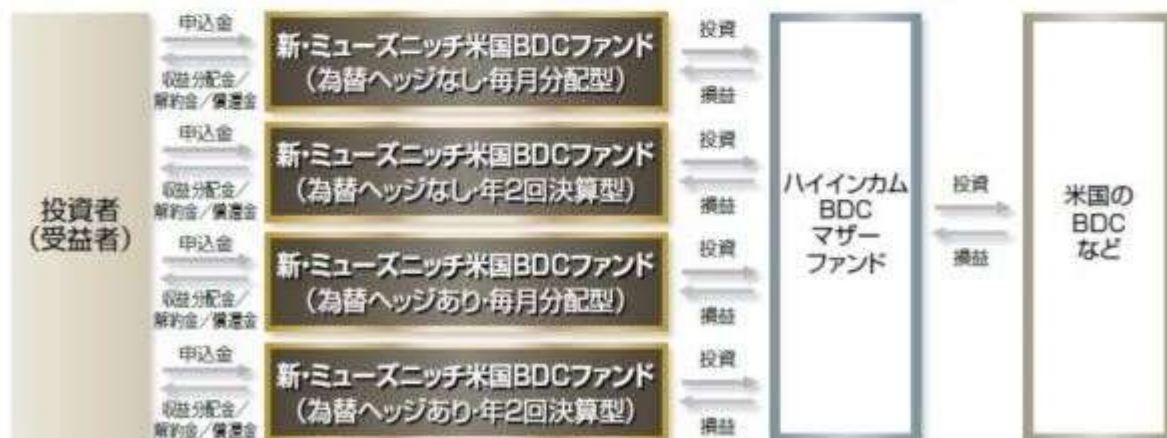 投資者
(受益者)
申込金
収益分配金/
解約金/償還金
新・ミューズニッチ米国BDCファンド
(為替ヘッジなし・毎月分配型)
投資
損益
申込金
収益分配金/
解約金/償還金
新・ミューズニッチ米国BDCファンド
(為替ヘッジなし・年2回決算型)
投資
損益
申込金
収益分配金/
解約金/償還金
新・ミューズニッチ米国BDCファンド
(為替ヘッジあり・毎月分配型)
投資
損益
申込金
収益分配金/
解約金/償還金
新・ミューズニッチ米国BDCファンド
(為替ヘッジあり・年2回決算型)
投資
損益
ハイインカム
BDC
マザー
ファンド
投資
損益
米国の
BDC
など